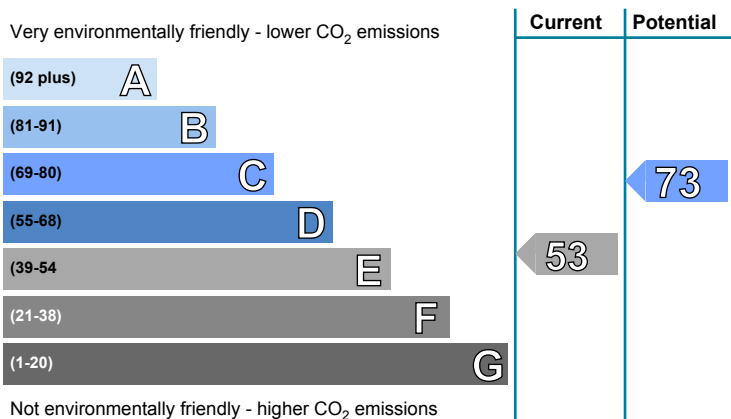 Current Potential
Very environmentally friendly - lower CO2 emissions
(92 plus) A
(81-91) B
(69-80) C
73
(55-68) D
(39-54 E
53
(21-38) F
(1-20) G
Not environmentally friendly - higher CO2 emissions